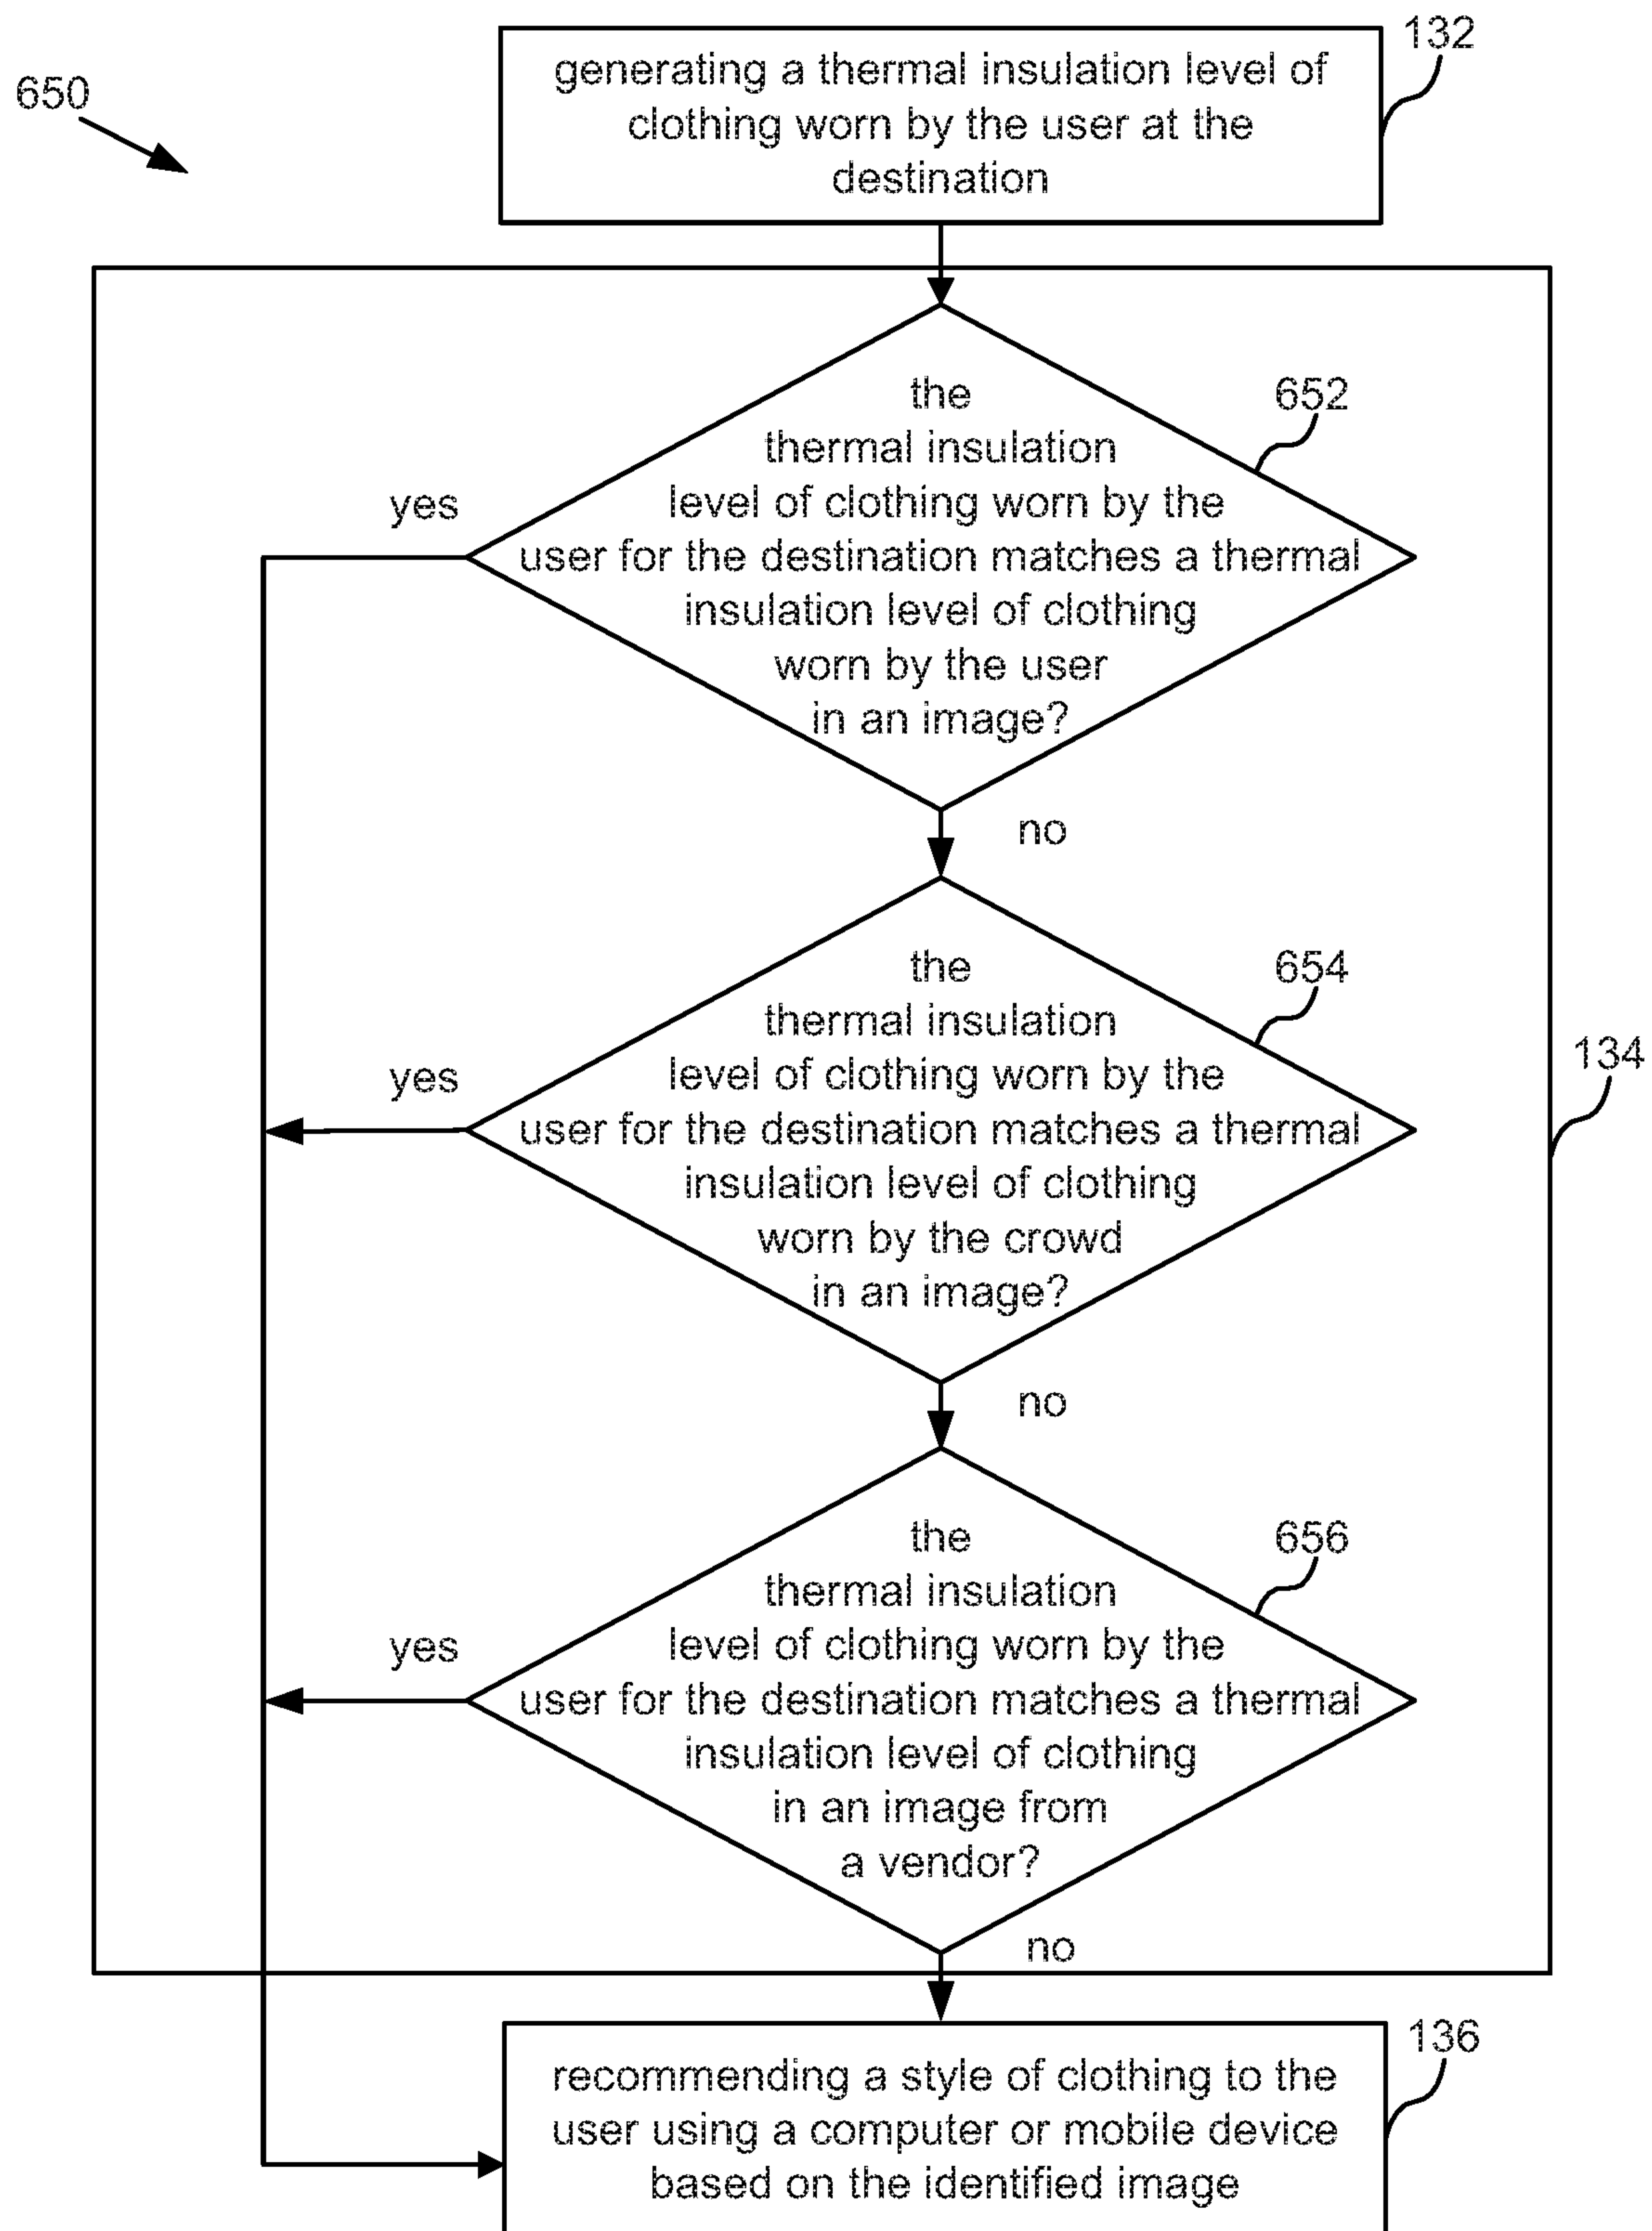 132
generating a thermal insulation level of
clothing worn by the user at the
destination
650
the
652
thermal insulation
level of clothing worn by the
yes
user for the destination matches a thermal
insulation level of clothing
worn by the user
in an image?
no
the
654
thermal insulation
level of clothing worn by the
yes
user for the destination matches a thermal
insulation level of clothing
worn by the crowd
in an image?
134
no
the
656
thermal insulation
level of clothing worn by the
yes
user for the destination matches a thermal
insulation level of clothing
in an image from
a vendor?
no
136
recommending a style of clothing to the
user using a computer or mobile device
based on the identified image